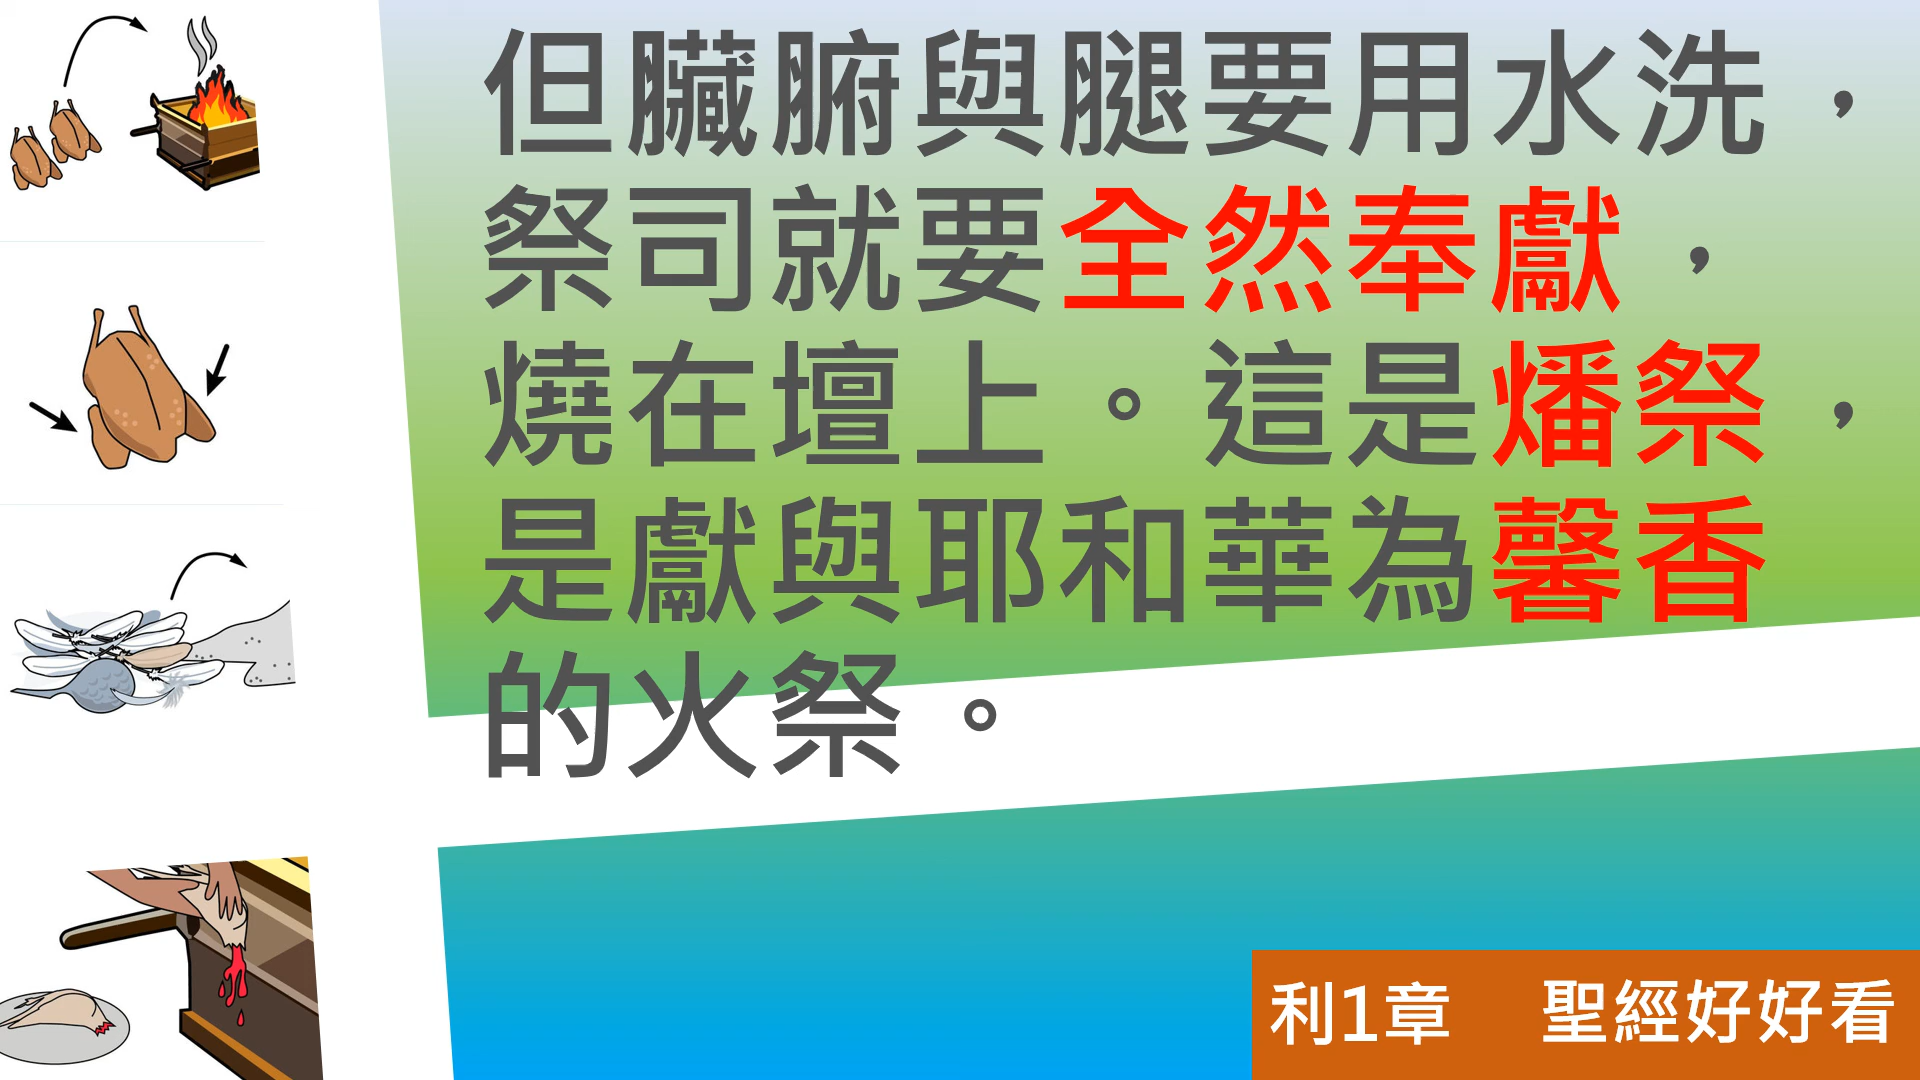 但臟腑與腿要用水洗，
祭司就要全然奉獻，
燒在壇上。這是燔祭，
是獻與耶和華為馨香
的火祭。
利1章 聖經好好看